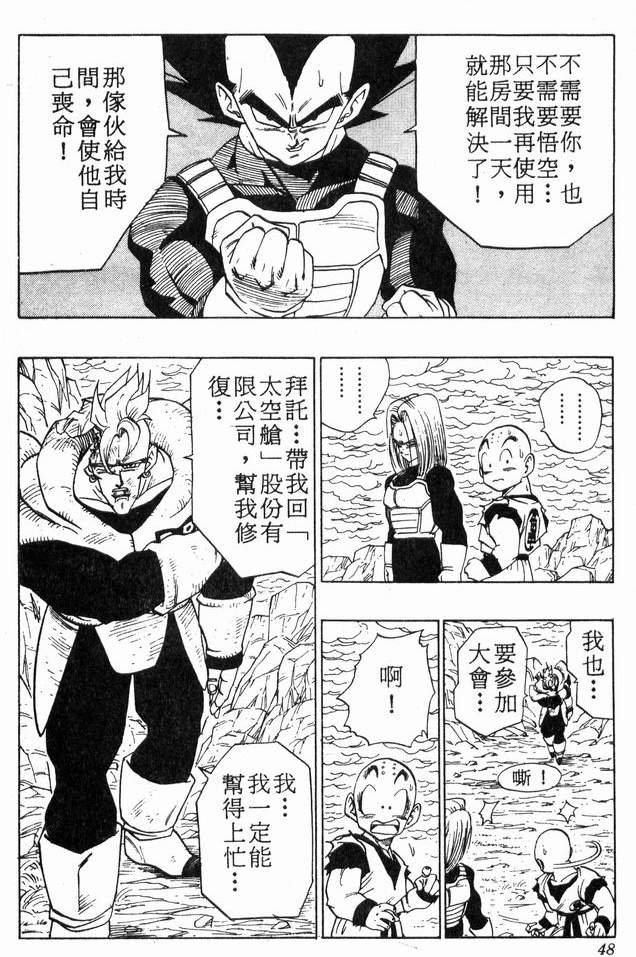 不需要你，也
不需要悟空…
只要我再使用
那房間一天，
就能解決了！
那傢伙給我時
間，會使他自
己喪命！
……
……
拜託…帶我回「
太空艙」股份有
限公司，幫我修
復…
我…
我一定能
幫得上忙…
我也…
要參加
大會…
嘶！
啊！
48